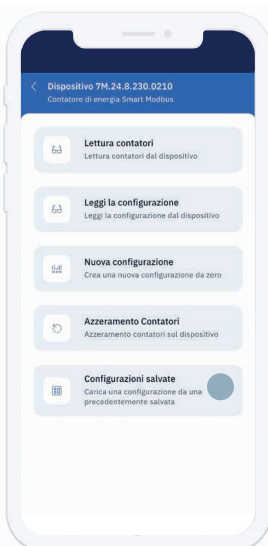 Dispositivo 7M.24.8.230.0210
Contatore di energia Smart Modbus
Lettura contatori
Lettura contatori dal dispositivo
Leggi la configurazione
Leggi la configurazione dal dispositivo
Nuova configurazione
Crea una nuova configurazione da zero
Azzeramento Contatori
Azzeramento contatori sul dispositivo
Configurazioni salvate
Carica una configurazione da una
precedentemente salvata